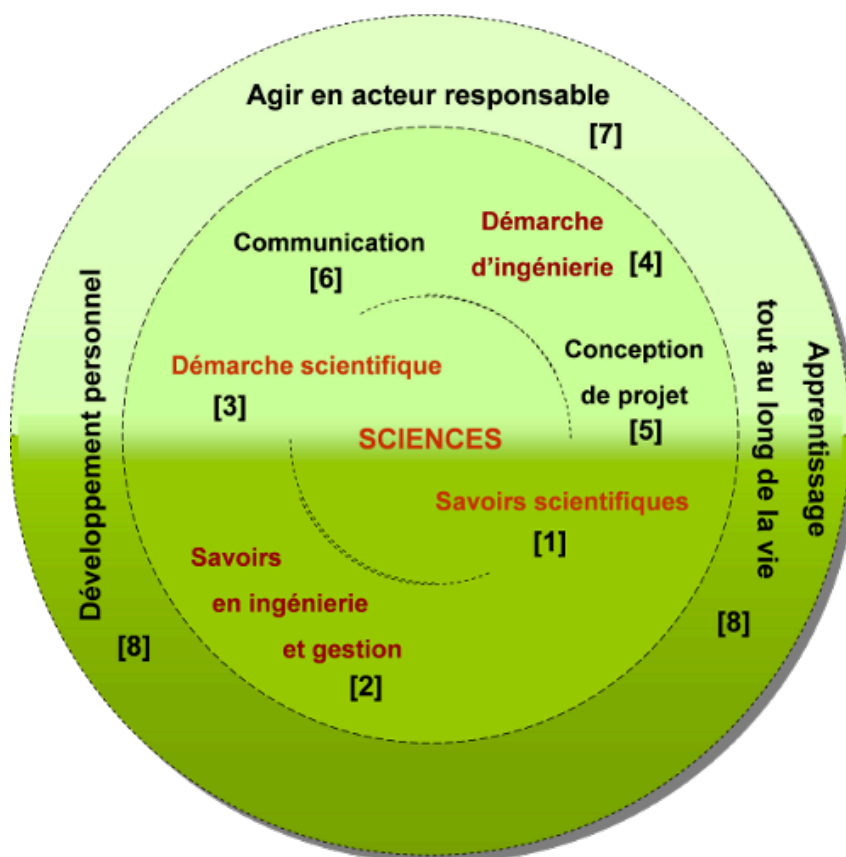 Agir en acteur responsable
[7]
Communication
[6]
Démarche
d'ingénierie [4]
Développement personnel
[8]
Démarche scientifique
[3]
Conception
de projet
[5]
SCIENCES
Savoirs scientifiques
[1]
Savoirs
en ingénierie
et gestion
[2]
Apprentissage
tout au long de la vie
[8]